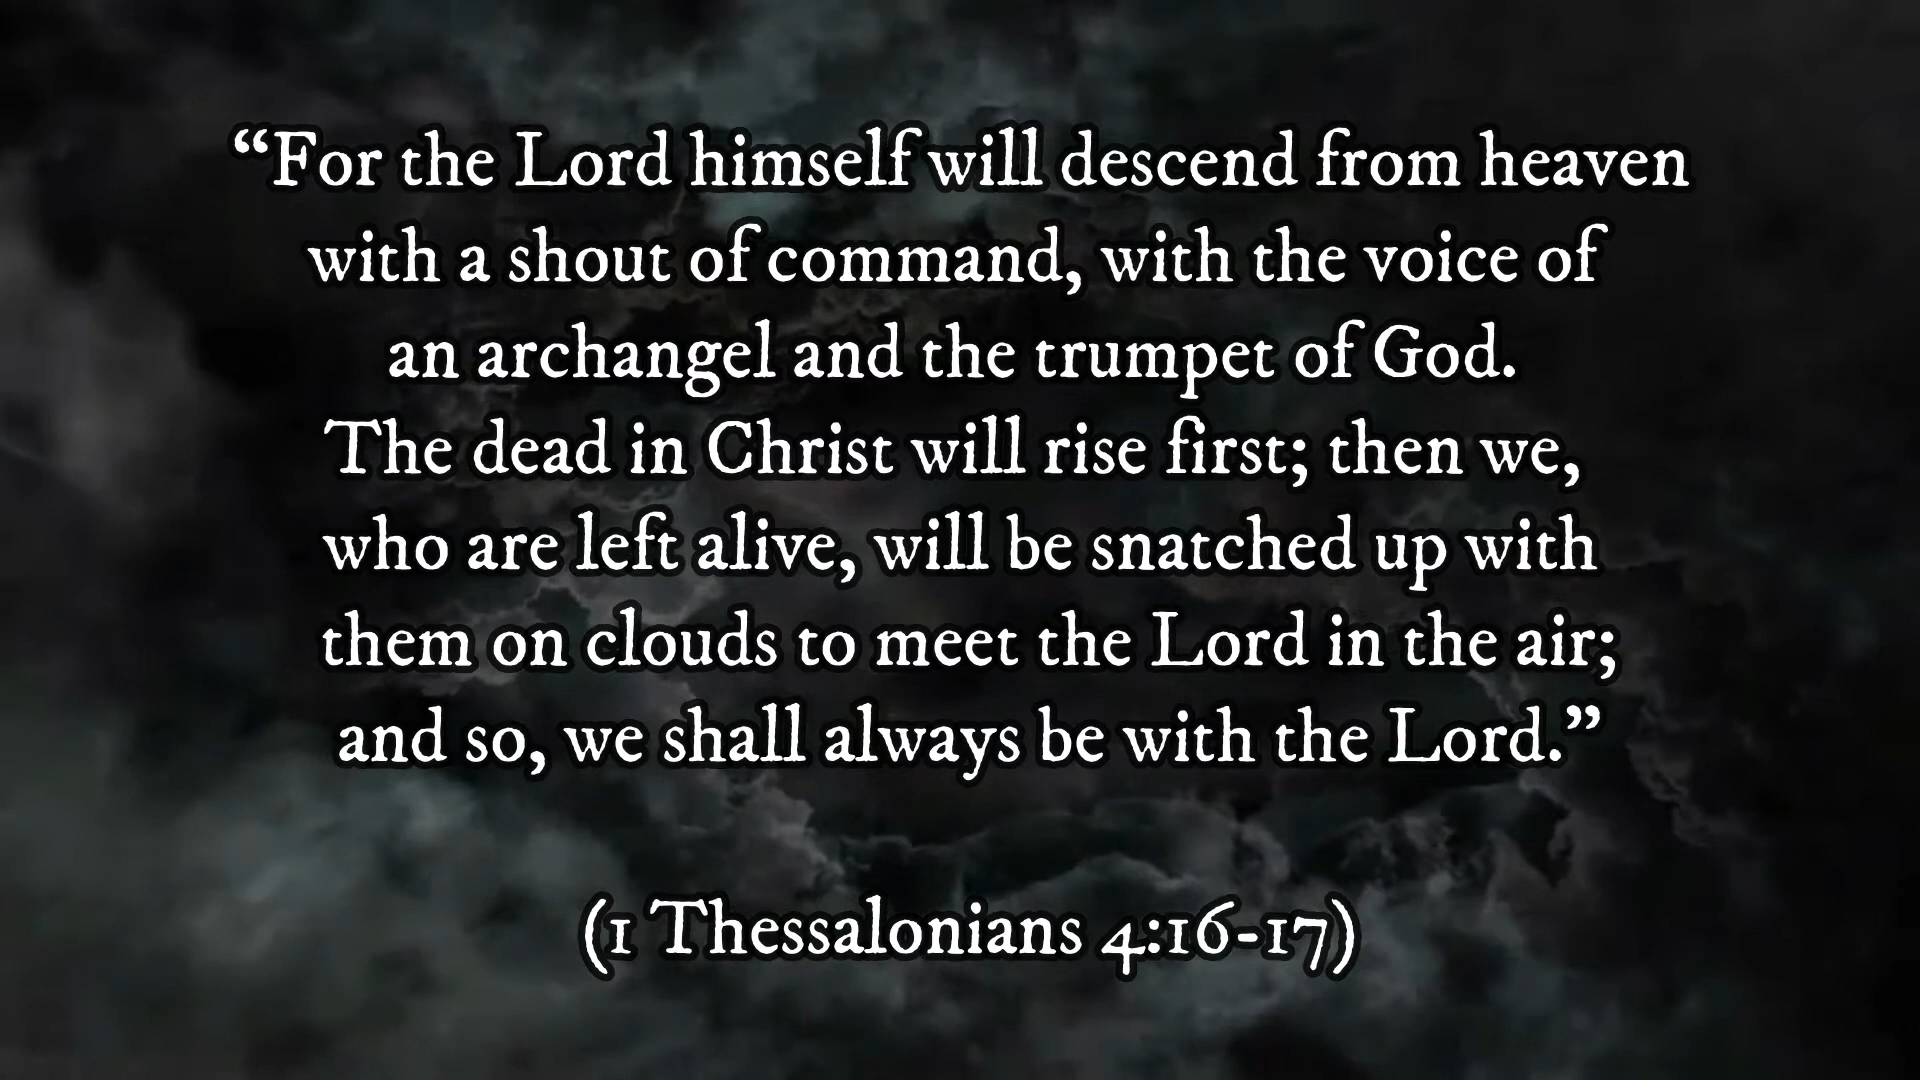 “For the Lord himself will descend from heaven
with a shout of command, with the voice of
an archangel and the trumpet of God.
The dead in Christ will rise first; then we,
who are left alive, will be snatched up with
them on clouds to meet the Lord in the air;
and so, we shall always be with the Lord.”
(1 Thessalonians 4:16-17)